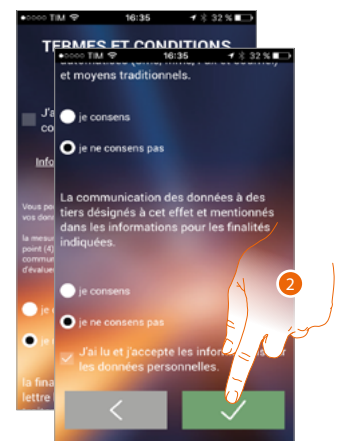 TIM 16:35 32 %
TERMES ET CONDITIONS
TIM 16:35 32 %
et moyens traditionnels.
J'a
co
je consens
je ne consens pas
Info
La communication des données à des
tiers désignés à cet effet et mentionnés
dans les informations pour les finalités
indiquées.
Vous po
vos donn
la mesur
point (4)
commun
d'évalue
je consens
je ne consens pas
je
je
J'ai lu et j'accepte les
les données personnelles.
la fina
lettre
2